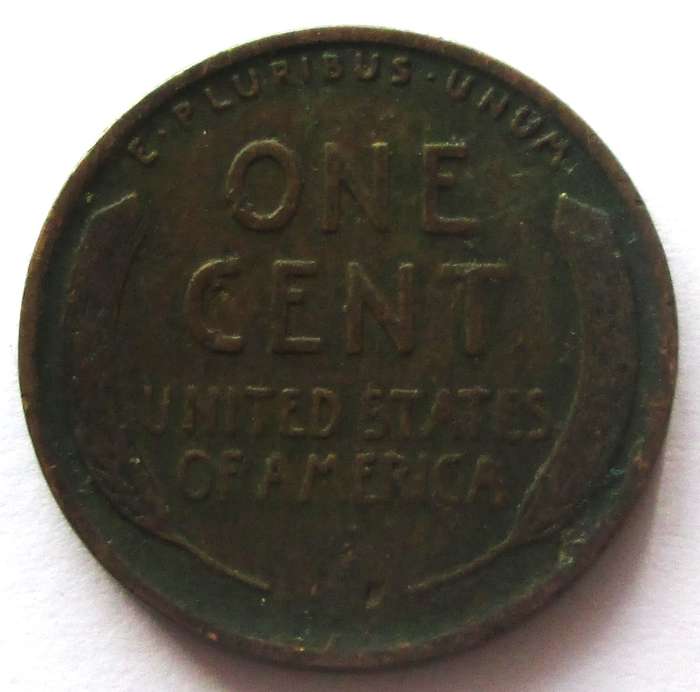 E·PLURIBUS·UNUM
ONE
CENT
UNITED STATES
OF AMERICA